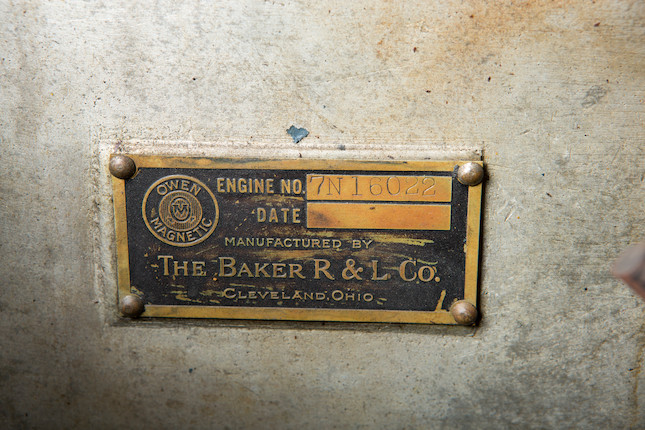 OWEN
MAGNETIC
ENGINE NO. 7N16022
DATE
MANUFACTURED BY
THE BAKER R & L CO.
CLEVELAND, OHIO